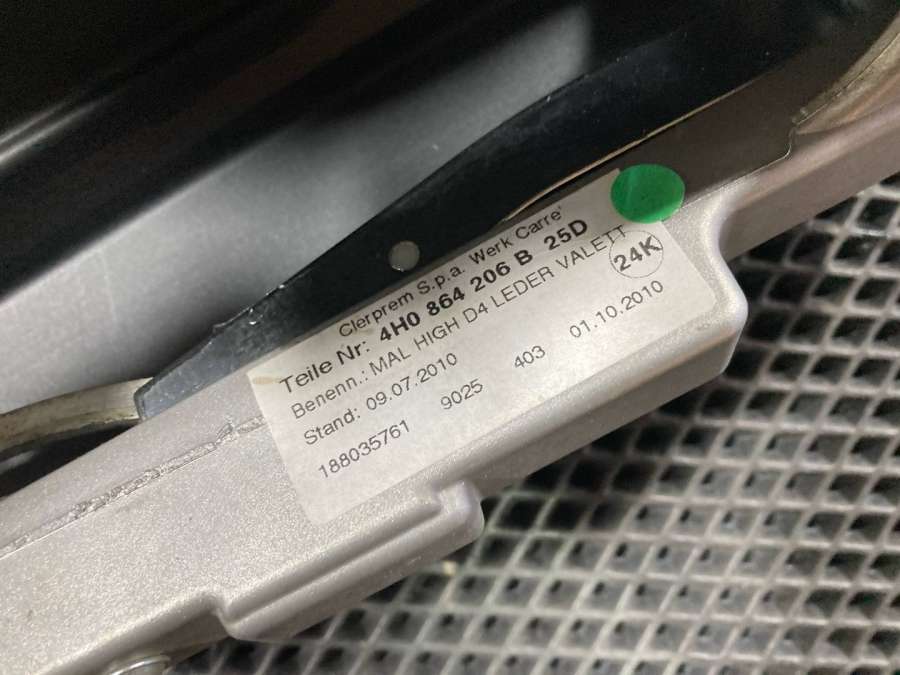 Clerprem S.p.a. Werk Carre'
Teile Nr: 4H0 864 206 B 25D
Benenn.: MAL HIGH D4 LEDER VALETT
24K
Stand: 09.07.2010
188035761 9025 403 01.10.2010